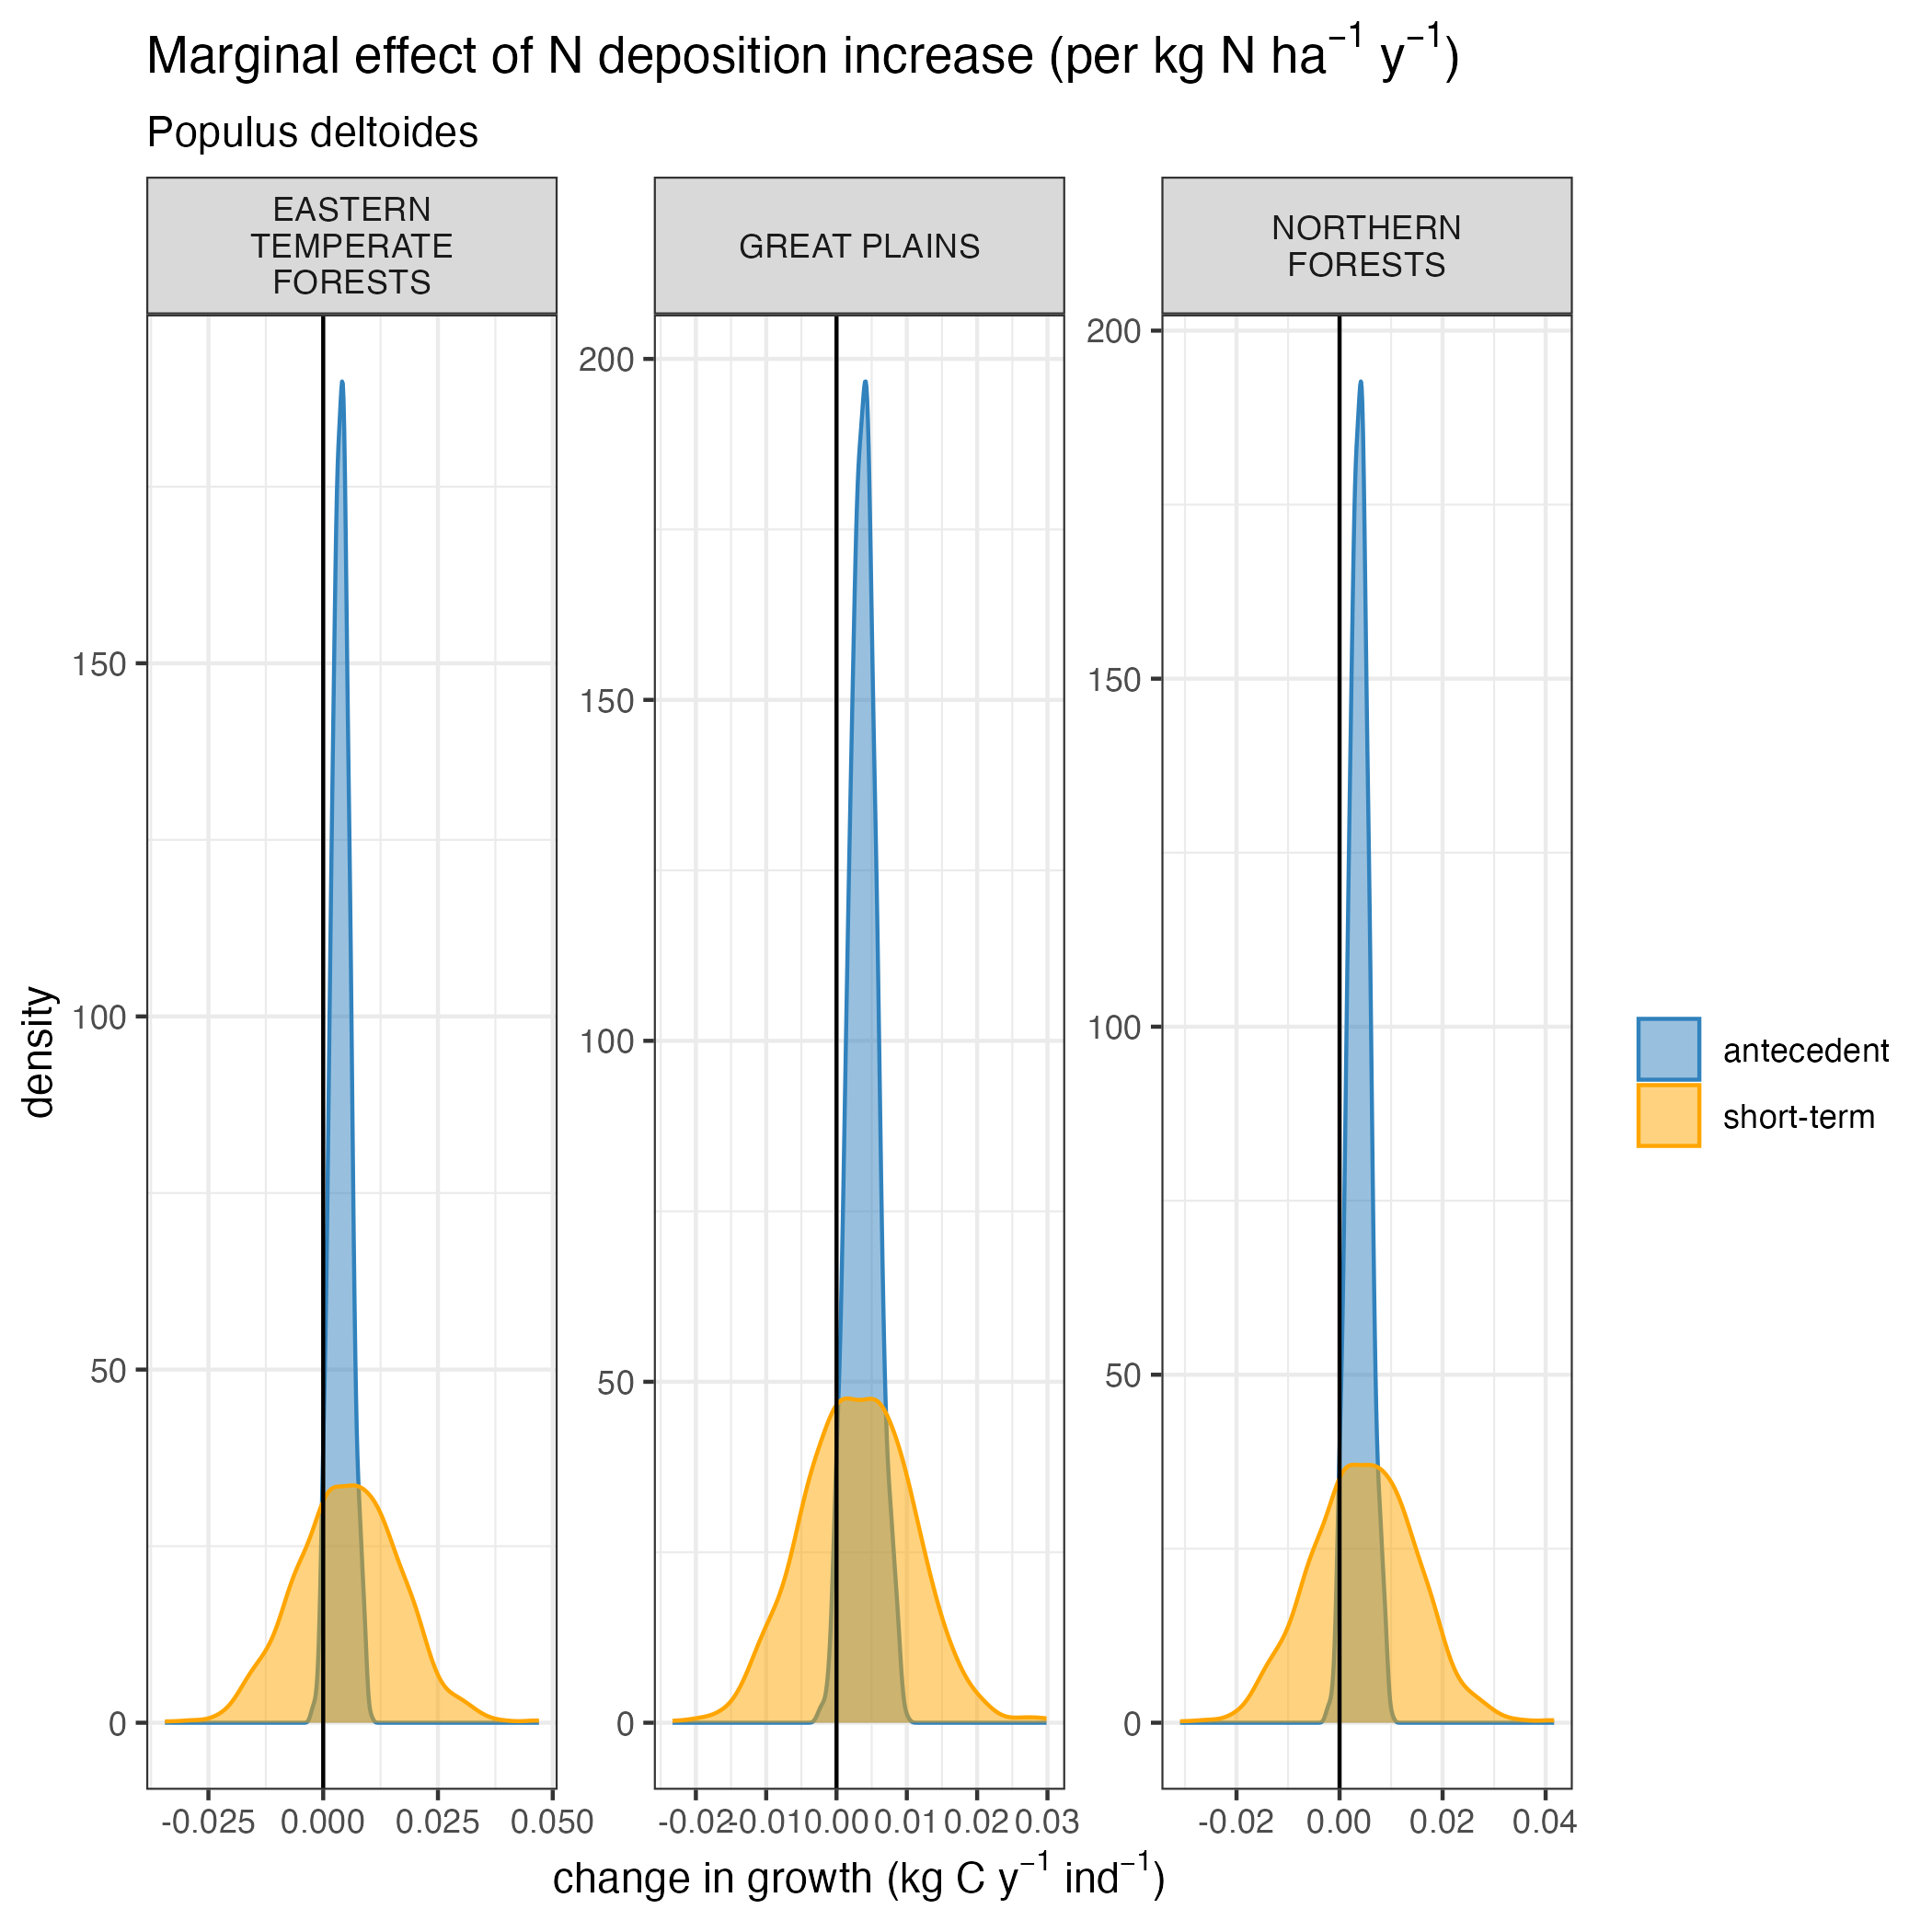 Marginal effect of N deposition increase (per kg N ha⁻¹ y⁻¹)
Populus deltoides
EASTERN
TEMPERATE
FORESTS
GREAT PLAINS
NORTHERN
FORESTS
density
0
50
100
150
0
50
100
150
200
0
50
100
150
200
-0.025 0.000 0.025 0.050
-0.02 -0.01 0.00 0.01 0.02 0.03
-0.02 0.00 0.02 0.04
change in growth (kg C y⁻¹ ind⁻¹)
antecedent
short-term